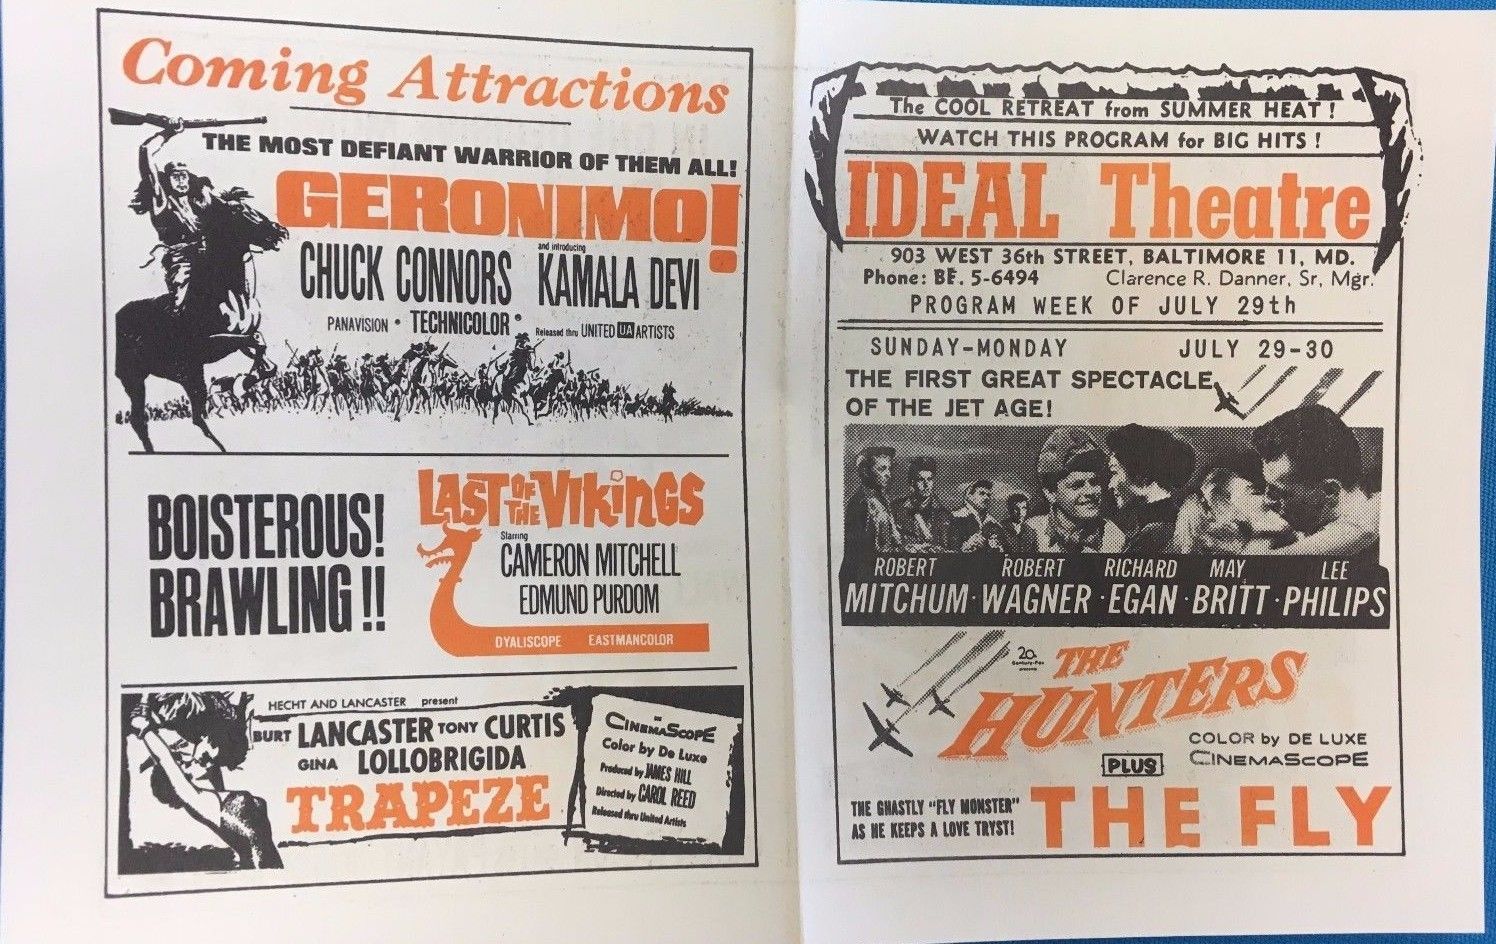 Coming Attractions
THE MOST DEFIANT WARRIOR OF THEM ALL!
GERONIMO!
CHUCK CONNORS and introducing KAMALA DEVI
PANAVISION • TECHNICOLOR • Released thru UNITED UA ARTISTS
BOISTEROUS!
BRAWLING!!
LAST OF THE VIKINGS
Starring
CAMERON MITCHELL
EDMUND PURDOM
DYALISCOPE EASTMANCOLOR
HECHT AND LANCASTER present
BURT LANCASTER TONY CURTIS
GINA LOLLOBRIGIDA
TRAPEZE
IN CINEMASCOPE
Color by De Luxe
Produced by JAMES HILL
Directed by CAROL REED
Released thru United Artists
The COOL RETREAT from SUMMER HEAT!
WATCH THIS PROGRAM for BIG HITS!
IDEAL Theatre
903 WEST 36th STREET, BALTIMORE 11, MD.
Phone: BE. 5-6494 Clarence R. Danner, Sr, Mgr.
PROGRAM WEEK OF JULY 29th
SUNDAY-MONDAY JULY 29-30
THE FIRST GREAT SPECTACLE
OF THE JET AGE!
ROBERT ROBERT RICHARD MAY LEE
MITCHUM · WAGNER · EGAN · BRITT · PHILIPS
20th Century-Fox presents
THE
HUNTERS
COLOR by DE LUXE
CINEMASCOPE
PLUS
THE GHASTLY "FLY MONSTER"
AS HE KEEPS A LOVE TRYST!
THE FLY